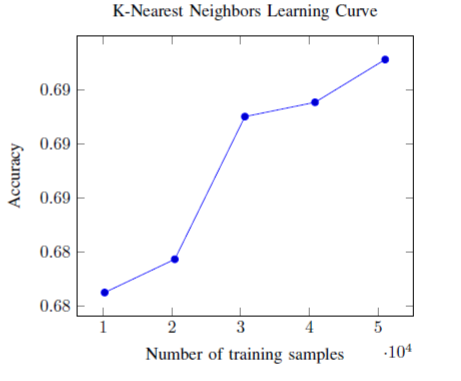 K-Nearest Neighbors Learning Curve
0.69
0.69
0.69
0.68
0.68
Accuracy
1 2 3 4 5
Number of training samples ·10⁴